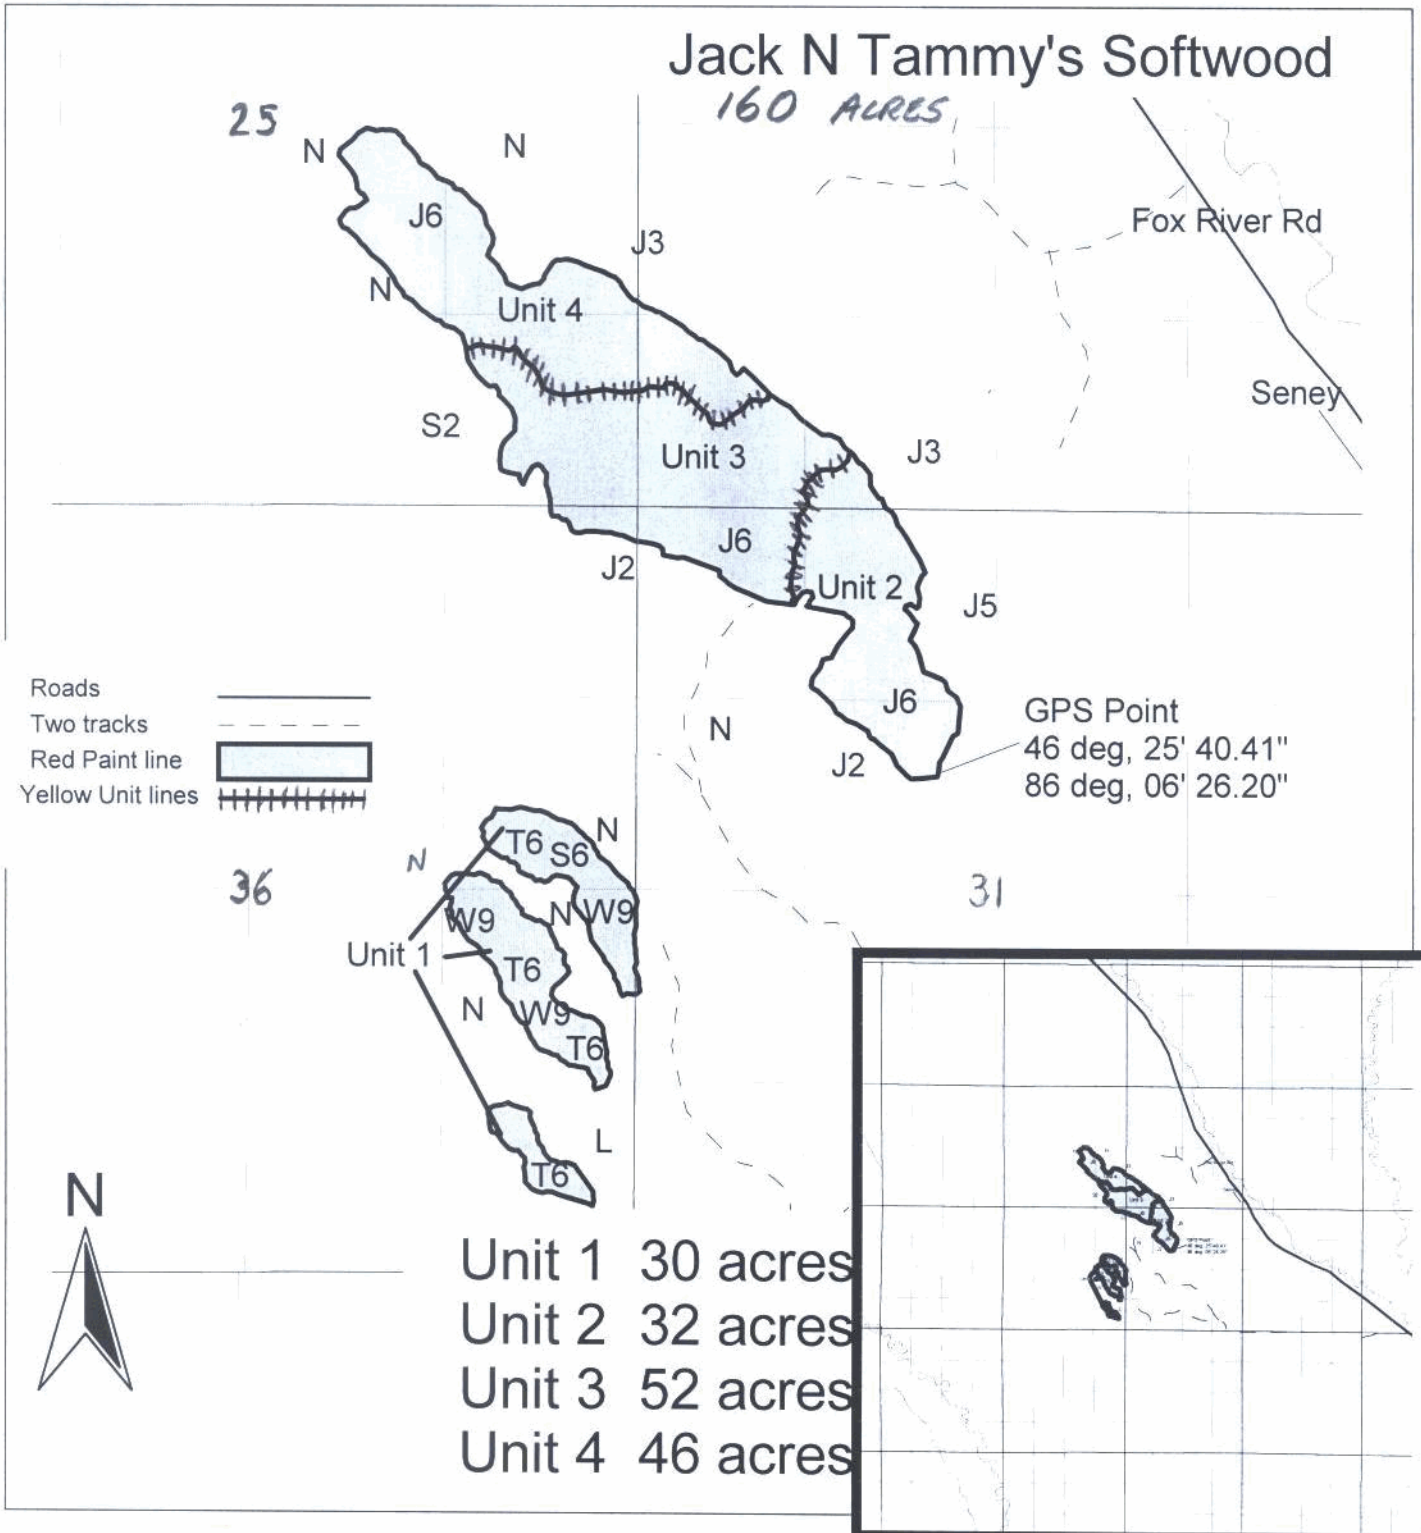 Jack N Tammy's Softwood
160 ACRES
25
N
N
J6
J3
Fox River Rd
N
Unit 4
Seney
S2
Unit 3
J3
J6
J2
Unit 2
J5
Roads
Two tracks
Red Paint line
Yellow Unit lines
N
J6
J2
GPS Point
46 deg, 25' 40.41"
86 deg, 06' 26.20"
N
T6
S6
N
36
W9
N
W9
31
Unit 1
T6
N
W9
T6
L
T6
N
Unit 1 30 acres
Unit 2 32 acres
Unit 3 52 acres
Unit 4 46 acres